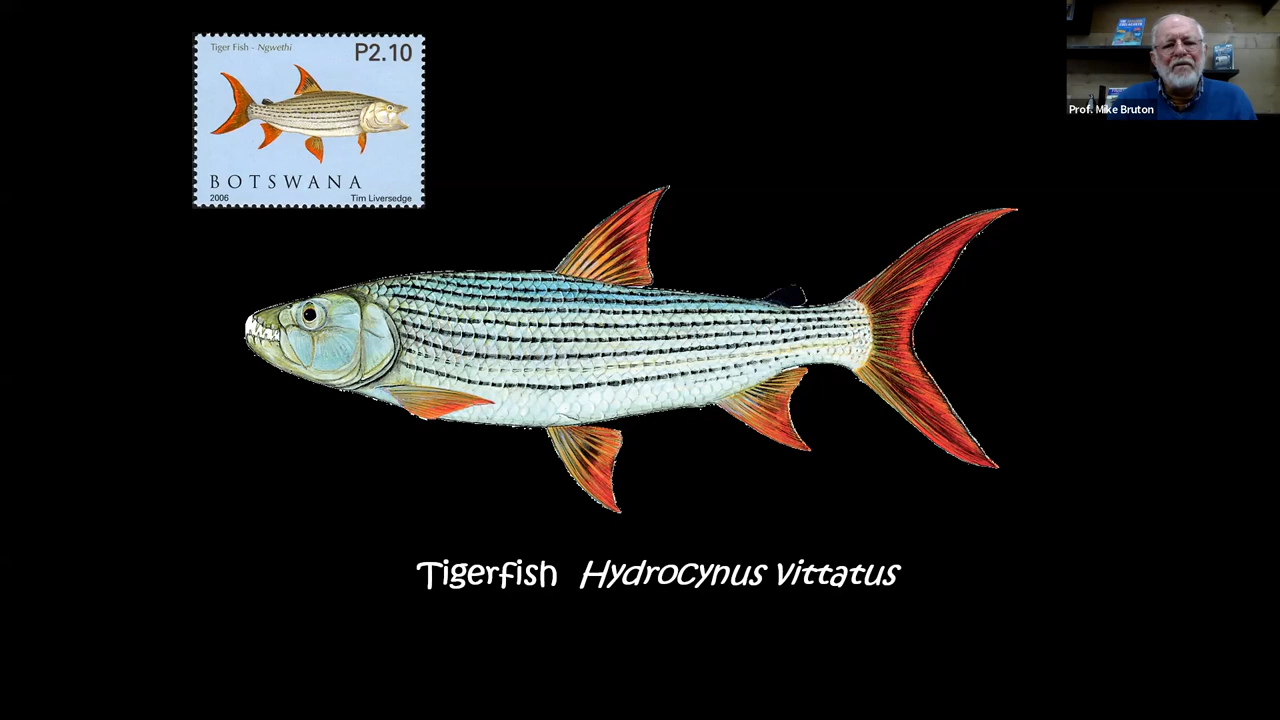 Tiger Fish - Ngwethi
P2.10
BOTSWANA
2006
Tim Liversedge
Prof. Mike Bruton
Tigerfish Hydrocynus vittatus